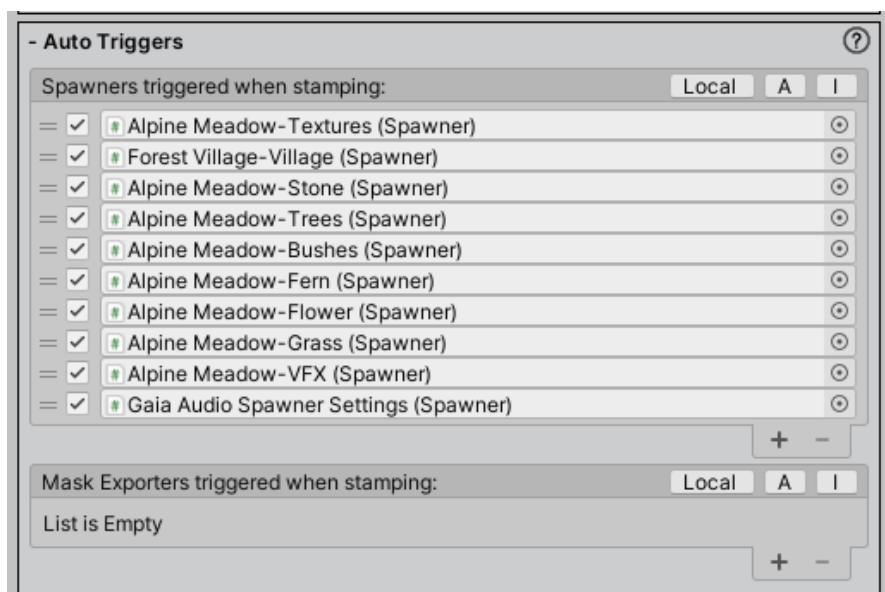 - Auto Triggers ?
Spawners triggered when stamping: Local A I
Alpine Meadow-Textures (Spawner)
Forest Village-Village (Spawner)
Alpine Meadow-Stone (Spawner)
Alpine Meadow-Trees (Spawner)
Alpine Meadow-Bushes (Spawner)
Alpine Meadow-Fern (Spawner)
Alpine Meadow-Flower (Spawner)
Alpine Meadow-Grass (Spawner)
Alpine Meadow-VFX (Spawner)
Gaia Audio Spawner Settings (Spawner)
+ −
Mask Exporters triggered when stamping: Local A I
List is Empty
+ −